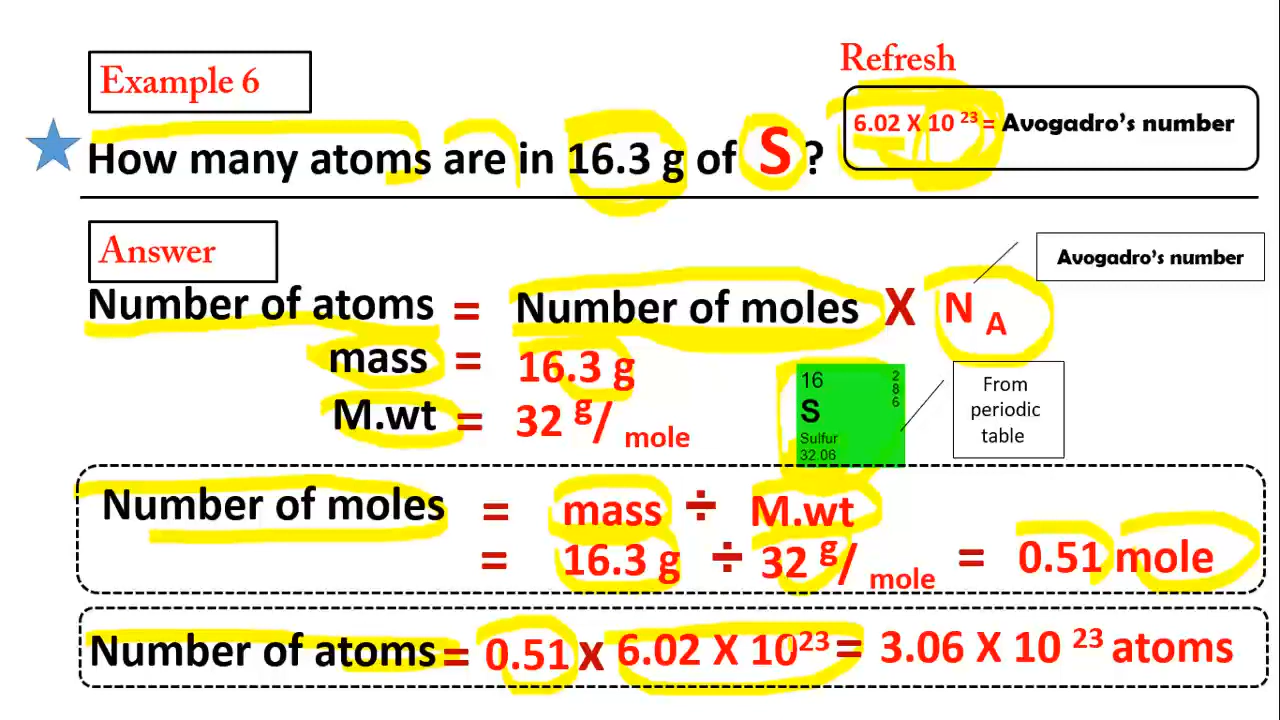 Refresh
Example 6
6.02 X 10 23 = Avogadro's number
How many atoms are in 16.3 g of S ?
Answer
Avogadro's number
Number of atoms = Number of moles X N A
mass = 16.3 g
M.wt = 32 g/ mole
16
2
8
6
S
Sulfur
32.06
From
periodic
table
Number of moles = mass ÷ M.wt
= 16.3 g ÷ 32 g/ mole = 0.51 mole
Number of atoms = 0.51 x 6.02 X 10 23 = 3.06 X 10 23 atoms